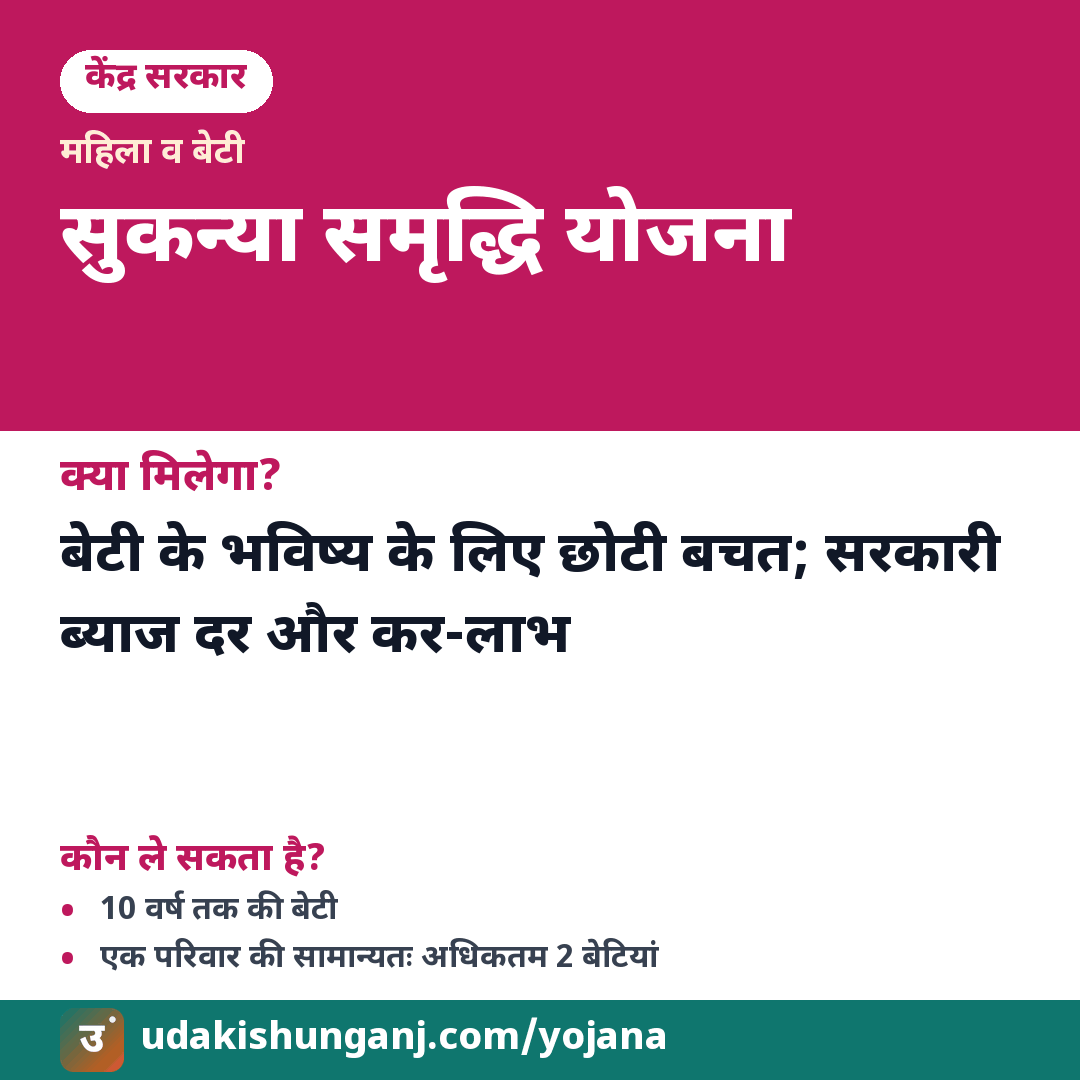 केंद्र सरकार
महिला व बेटी
सुकन्या समृद्धि योजना
क्या मिलेगा?
बेटी के भविष्य के लिए छोटी बचत; सरकारी
ब्याज दर और कर-लाभ
कौन ले सकता है?
• 10 वर्ष तक की बेटी
• एक परिवार की सामान्यतः अधिकतम 2 बेटियां
उ udakishunganj.com/yojana